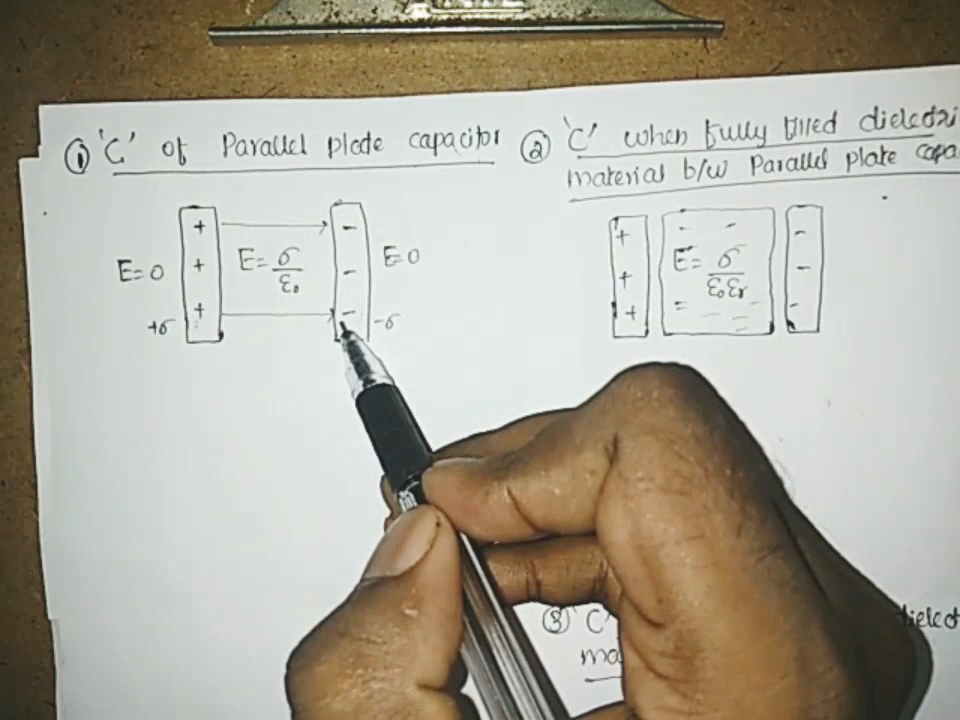 ① 'C' of Parallel plate capacitor
+ -
E=0 + E= σ/ε₀ - E=0
+ -
+σ -σ
② 'C' when fully filled dielectri
material b/w Parallel plate capa
+ - - -
+ E= σ/ε₀εr -
+ = - - - -
③ 'C' dielect
ma